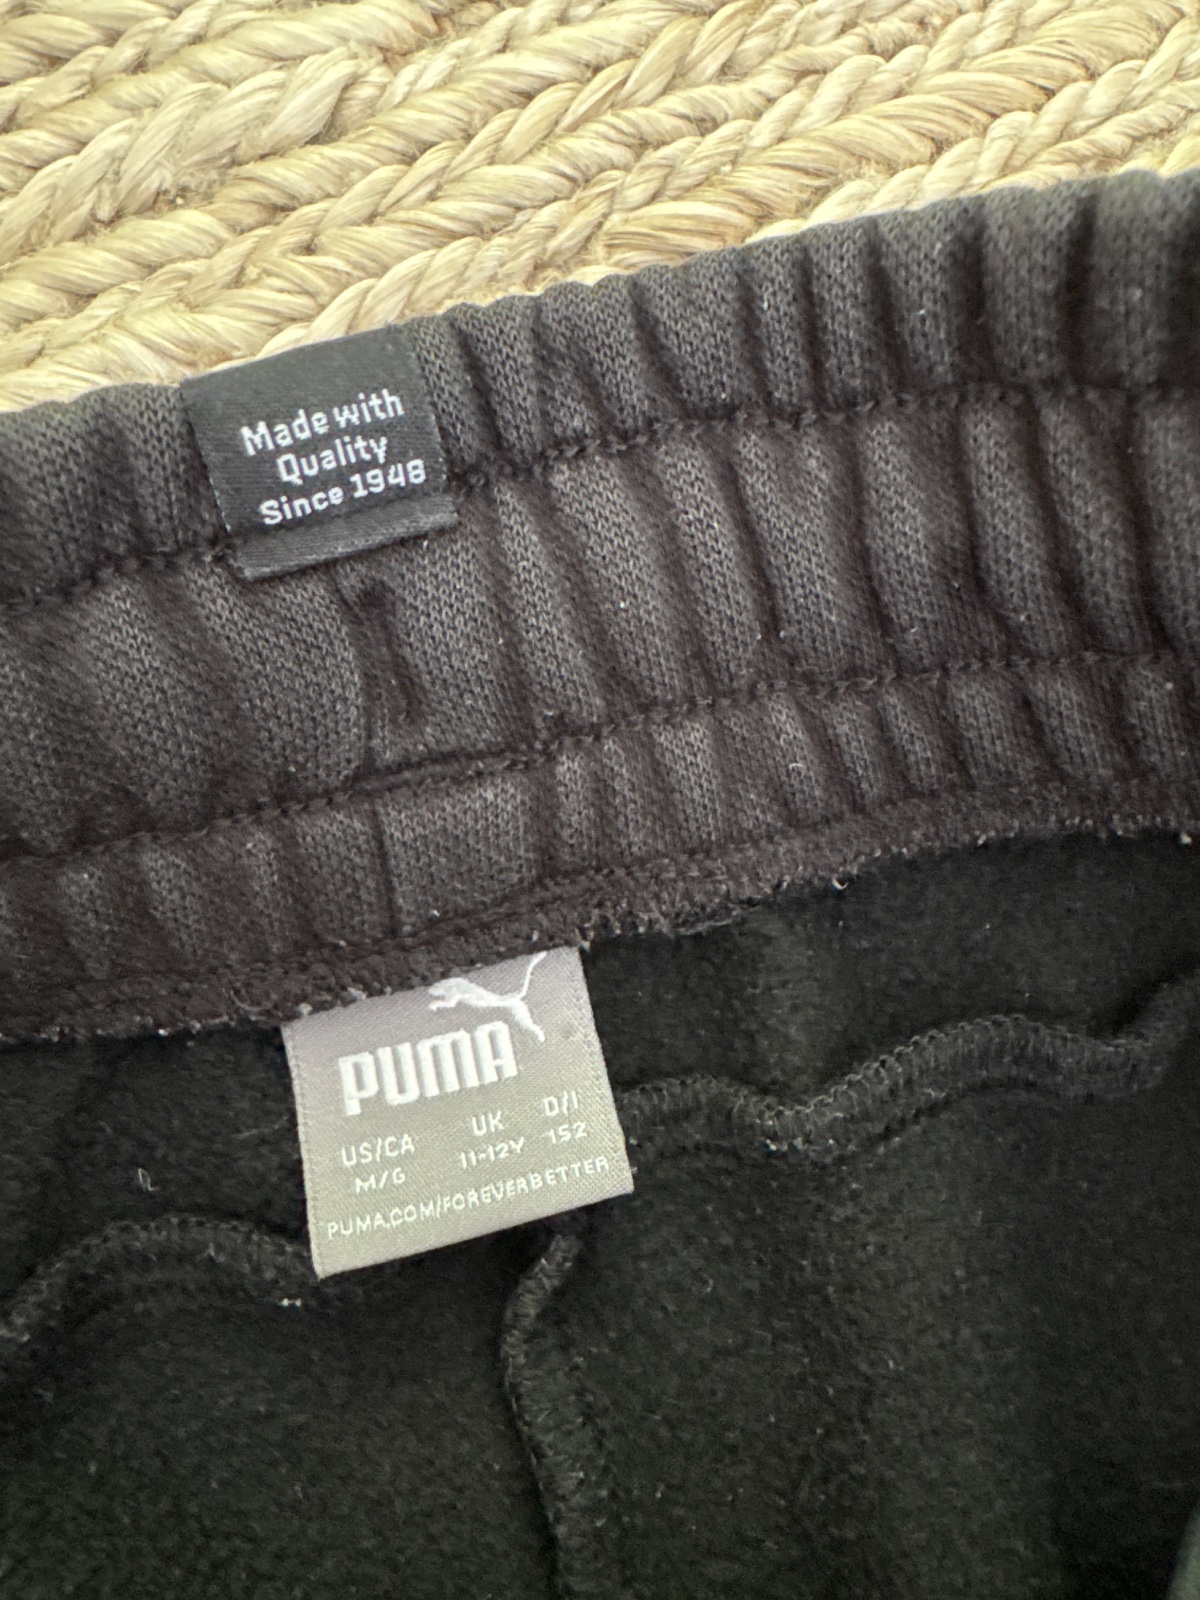 Made with
Quality
Since 1948
PUMA
US/CA UK D/I
M/G 11-12Y 152
PUMA.COM/FOREVERBETTER